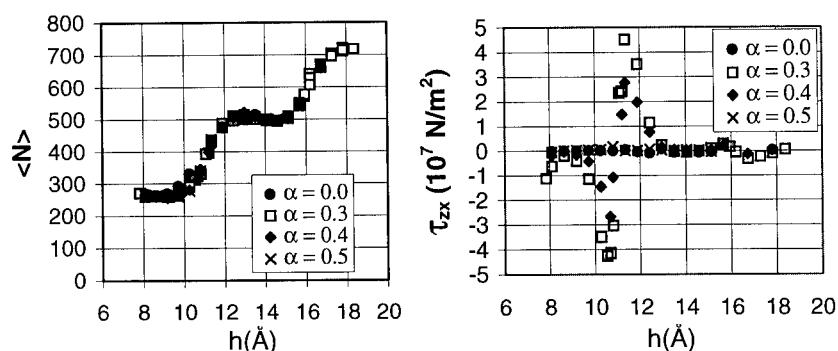 800
700
600
500
400
300
200
100
0
<N>
6 8 10 12 14 16 18 20
h(Å)
α = 0.0
α = 0.3
α = 0.4
α = 0.5
5
4
3
2
1
0
-1
-2
-3
-4
-5
τzx (10⁷ N/m²)
6 8 10 12 14 16 18 20
h(Å)
α = 0.0
α = 0.3
α = 0.4
α = 0.5